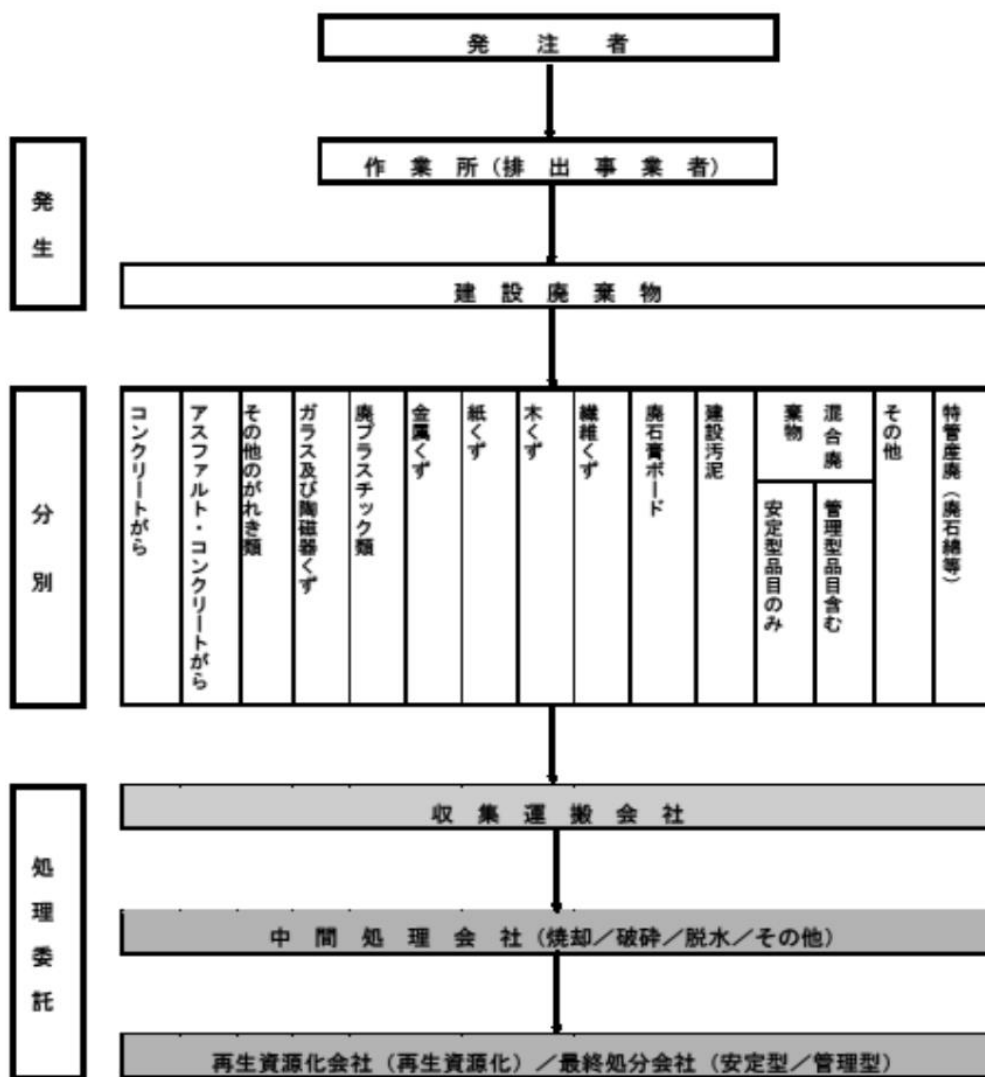 発注者
作業所（排出事業者）
発生
建設廃棄物
分別
コンクリートがら
アスファルト・コンクリートがら
その他のがれき類
ガラス及び陶磁器くず
廃プラスチック類
金属くず
紙くず
木くず
繊維くず
廃石膏ボード
建設汚泥
混合廃
棄物
安定型品目のみ
管理型品目含む
その他
特管産廃（廃石綿等）
処理委託
収集運搬会社
中間処理会社（焼却／破砕／脱水／その他）
再生資源化会社（再生資源化）／最終処分会社（安定型／管理型）